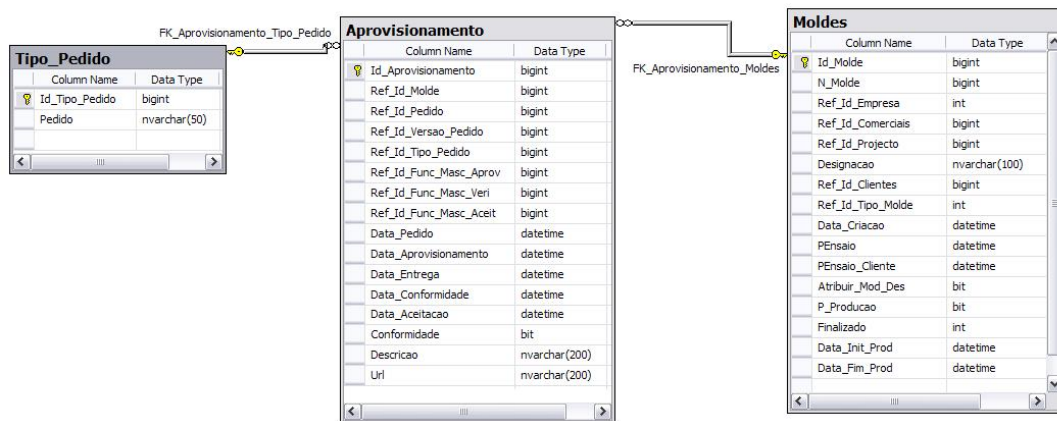 FK_Aprovisionamento_Tipo_Pedido
FK_Aprovisionamento_Moldes
Tipo_Pedido
Column Name Data Type
Id_Tipo_Pedido bigint
Pedido nvarchar(50)
Aprovisionamento
Column Name Data Type
Id_Aprovisionamento bigint
Ref_Id_Molde bigint
Ref_Id_Pedido bigint
Ref_Id_Versao_Pedido bigint
Ref_Id_Tipo_Pedido bigint
Ref_Id_Func_Masc_Aprov bigint
Ref_Id_Func_Masc_Veri bigint
Ref_Id_Func_Masc_Aceit bigint
Data_Pedido datetime
Data_Aprovisionamento datetime
Data_Entrega datetime
Data_Conformidade datetime
Data_Aceitacao datetime
Conformidade bit
Descricao nvarchar(200)
Url nvarchar(200)
Moldes
Column Name Data Type
Id_Molde bigint
N_Molde bigint
Ref_Id_Empresa int
Ref_Id_Comerciais bigint
Ref_Id_Projecto bigint
Designacao nvarchar(100)
Ref_Id_Clientes bigint
Ref_Id_Tipo_Molde int
Data_Criacao datetime
PEnsaio datetime
PEnsaio_Cliente datetime
Atribuir_Mod_Des bit
P_Producao bit
Finalizado int
Data_Init_Prod datetime
Data_Fim_Prod datetime